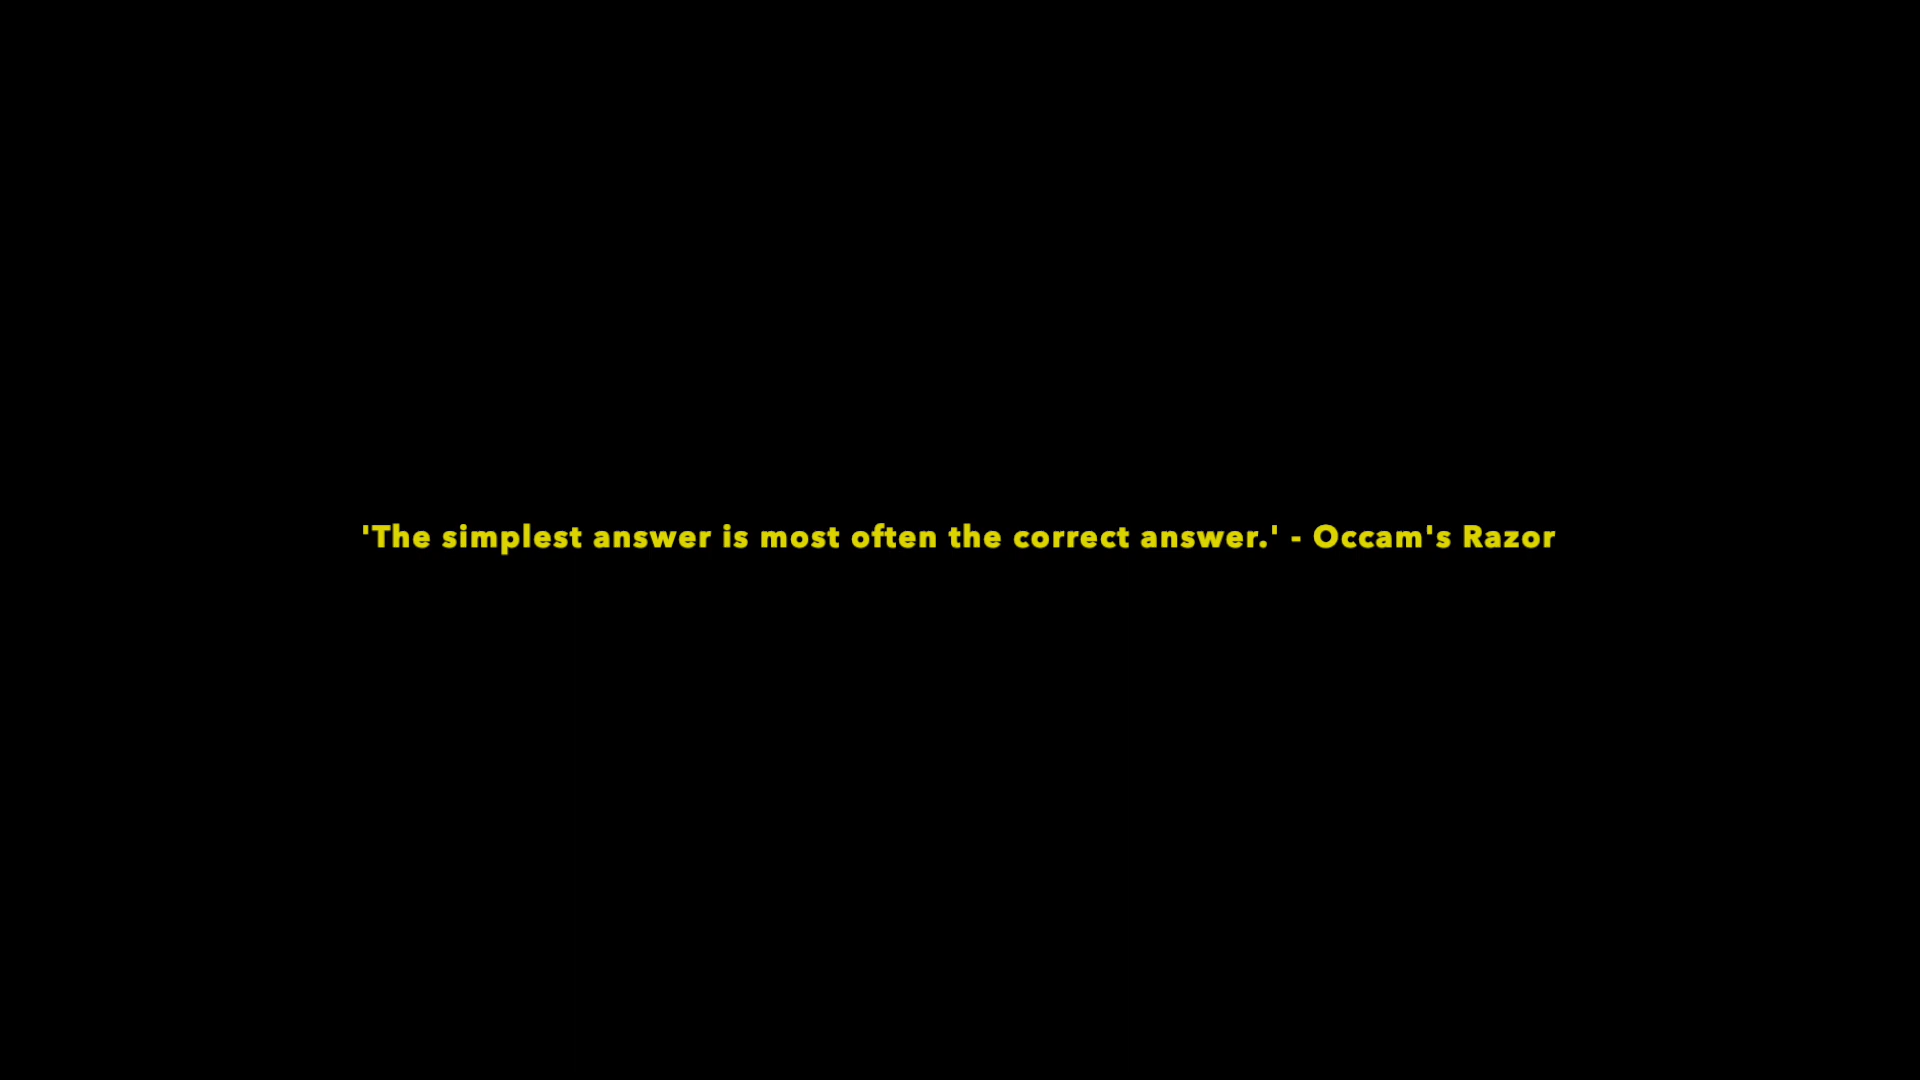 'The simplest answer is most often the correct answer.' - Occam's Razor